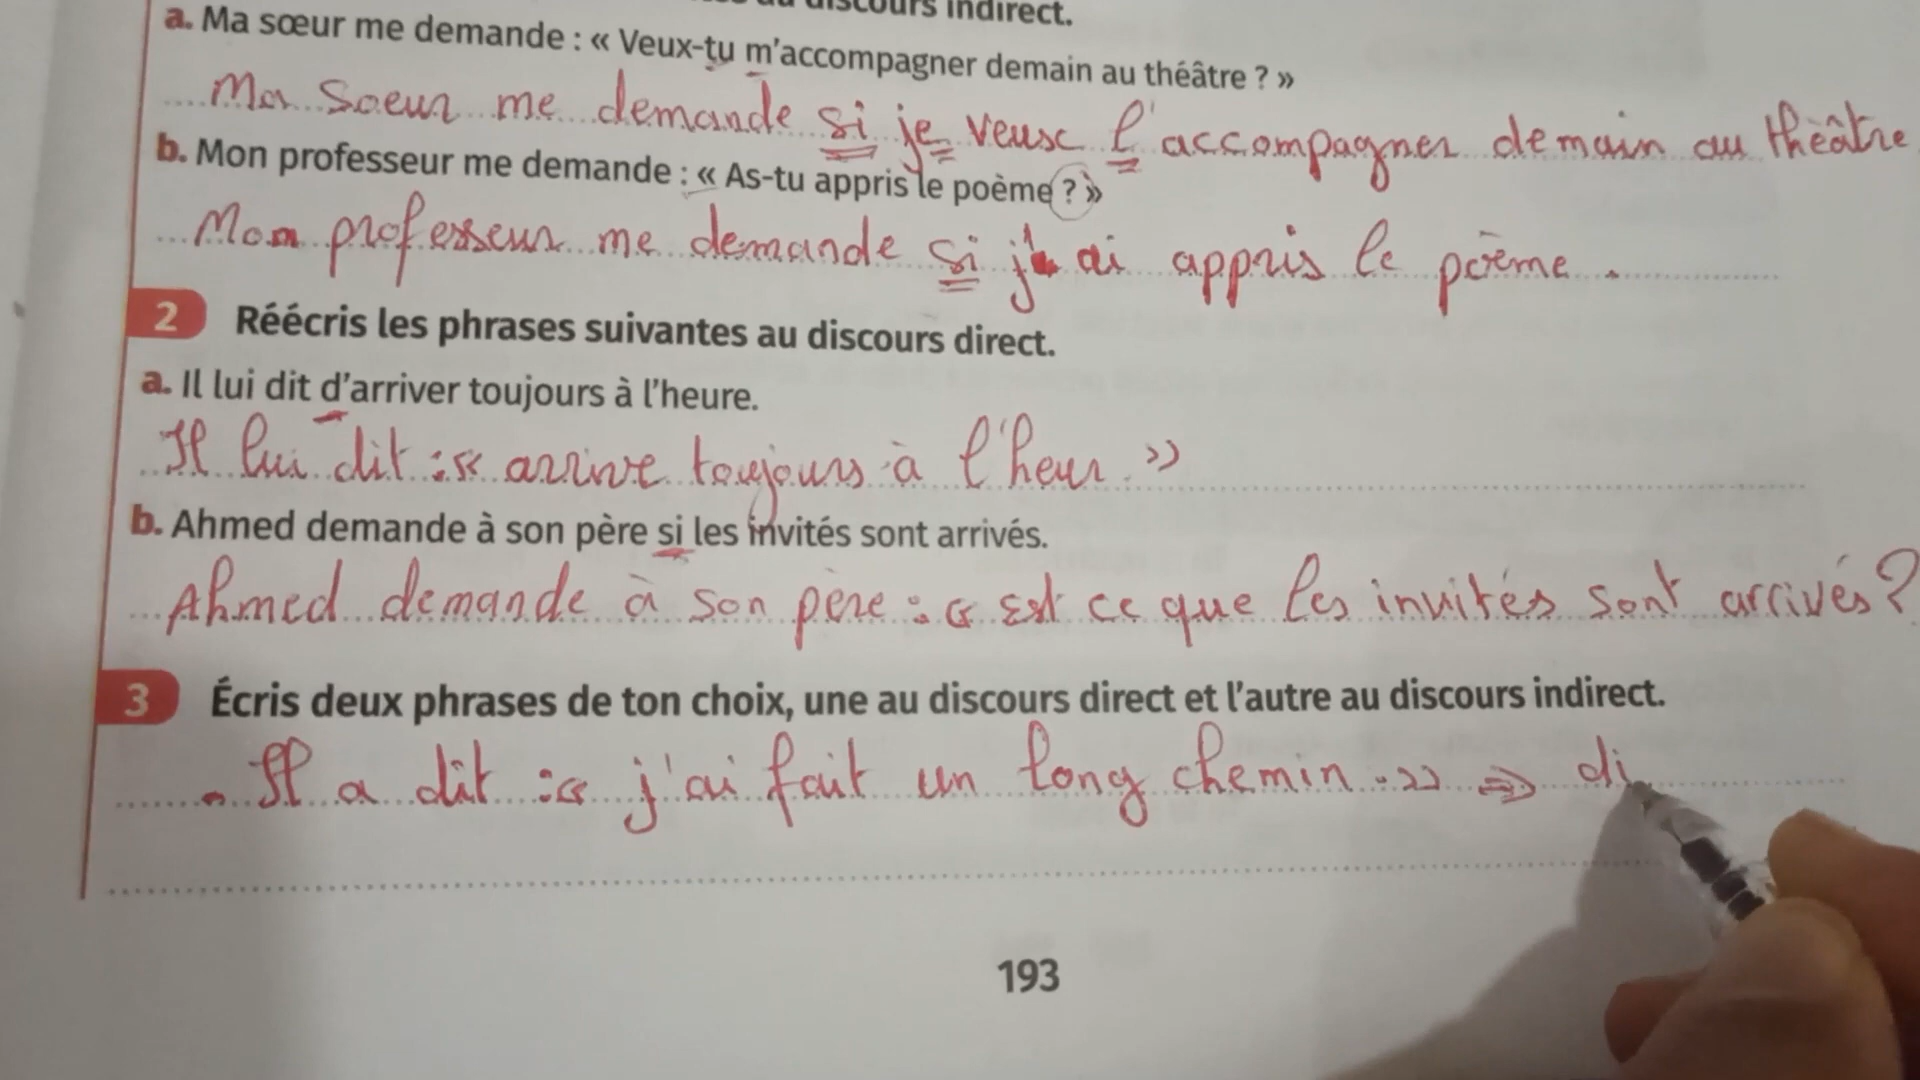 discours indirect.
a. Ma sœur me demande : « Veux-tu m'accompagner demain au théâtre ? »
Ma soeur me demande si je veux l'accompagner demain au théâtre
b. Mon professeur me demande : « As-tu appris le poème ? »
Mon professeur me demande si j'ai appris le poème.
2 Réécris les phrases suivantes au discours direct.
a. Il lui dit d'arriver toujours à l'heure.
Il lui dit : « arrive toujours à l'heur »
b. Ahmed demande à son père si les invités sont arrivés.
Ahmed demande à son père : « Est ce que les invités sont arrivés ?
3 Écris deux phrases de ton choix, une au discours direct et l'autre au discours indirect.
. Il a dit : « j'ai fait un long chemin. » ⇒ di
193